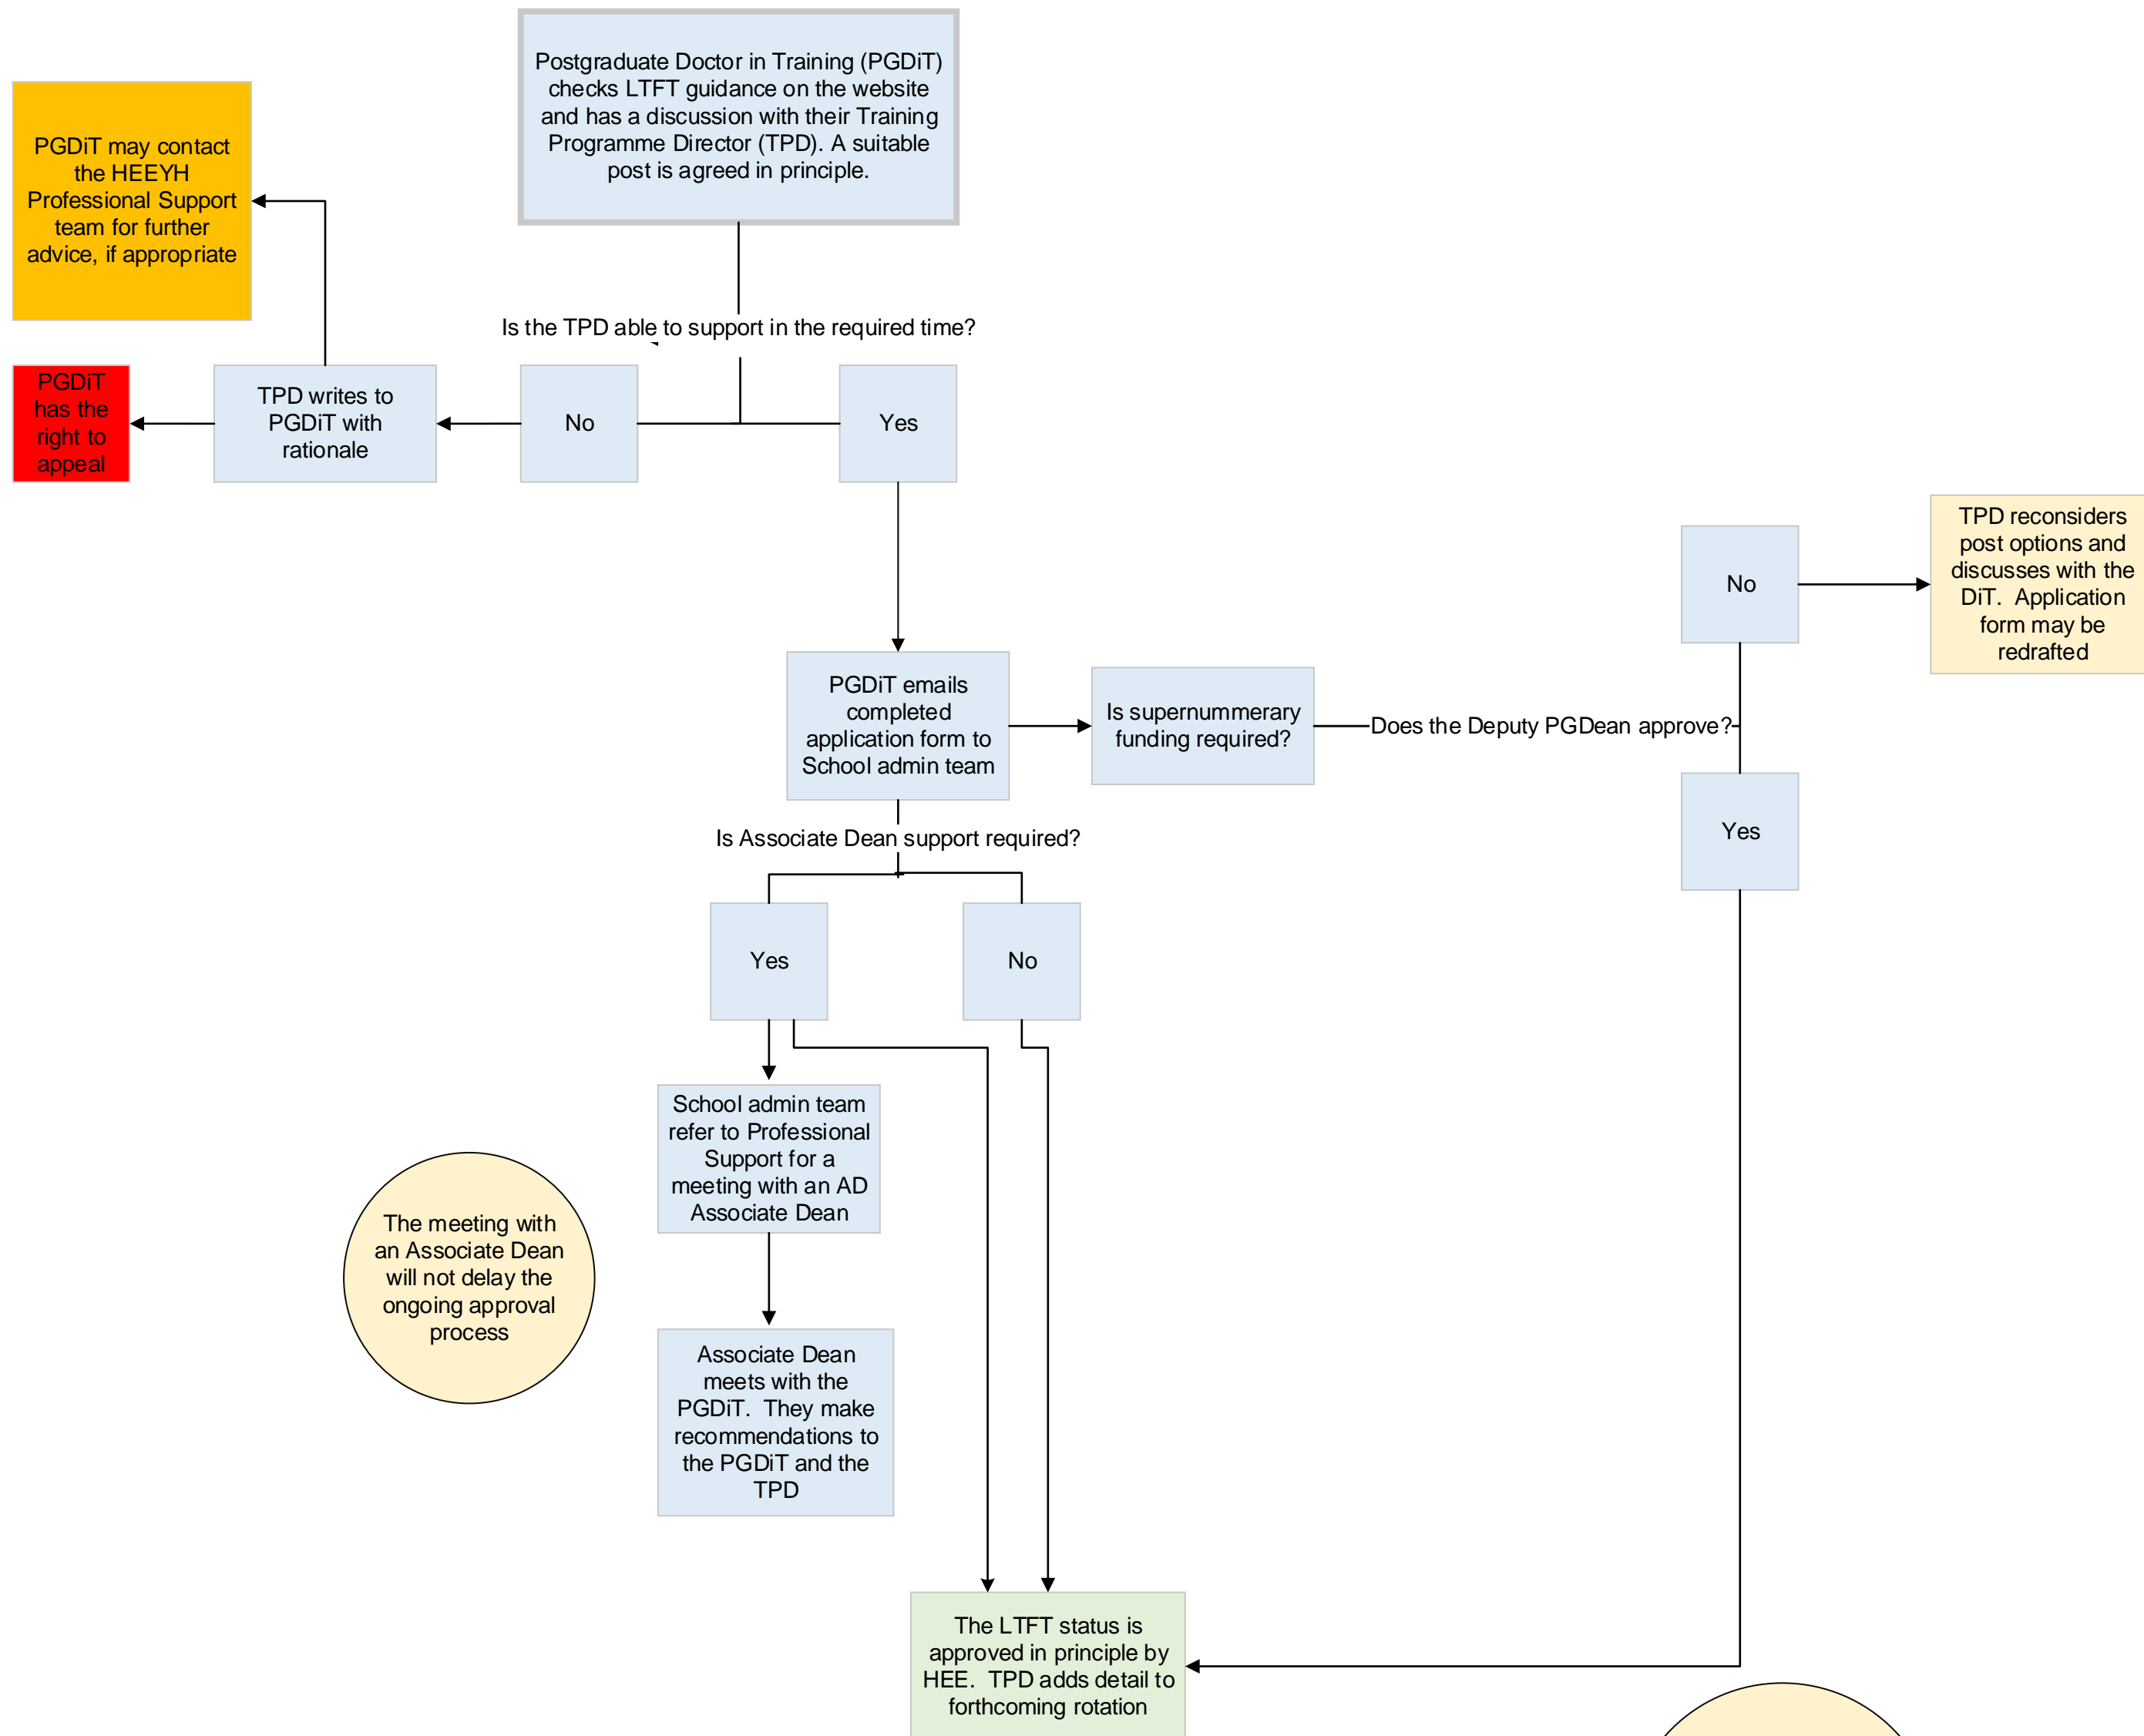 Postgraduate Doctor in Training (PGDiT)
checks LTFT guidance on the website
and has a discussion with their Training
Programme Director (TPD). A suitable
post is agreed in principle.
PGDiT may contact
the HEEYH
Professional Support
team for further
advice, if appropriate
Is the TPD able to support in the required time?
PGDiT
has the
right to
appeal
TPD writes to
PGDiT with
rationale
No
Yes
No
TPD reconsiders
post options and
discusses with the
DiT. Application
form may be
redrafted
PGDiT emails
completed
application form to
School admin team
Is supernummerary
funding required?
Does the Deputy PGDean approve?
Yes
Is Associate Dean support required?
Yes
No
School admin team
refer to Professional
Support for a
meeting with an AD
Associate Dean
The meeting with
an Associate Dean
will not delay the
ongoing approval
process
Associate Dean
meets with the
PGDiT. They make
recommendations to
the PGDiT and the
TPD
The LTFT status is
approved in principle by
HEE. TPD adds detail to
forthcoming rotation